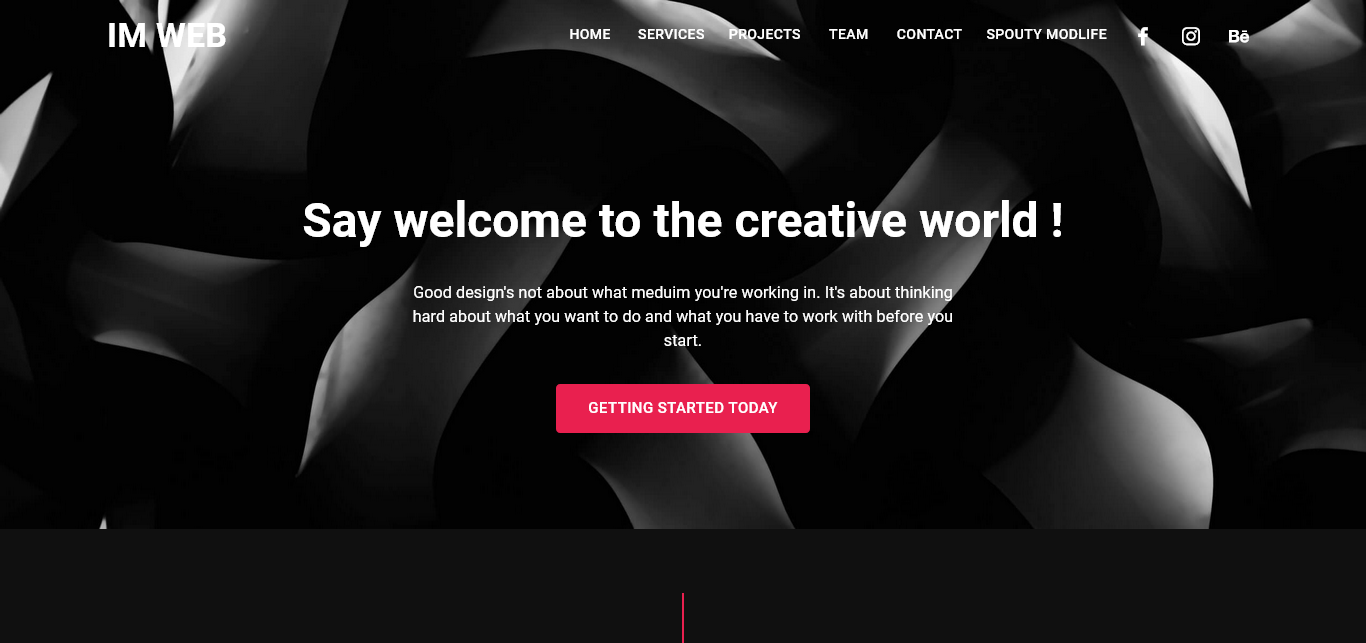 IM WEB
HOME SERVICES PROJECTS TEAM CONTACT SPOUTY MODLIFE Bē
Say welcome to the creative world !
Good design's not about what meduim you're working in. It's about thinking
hard about what you want to do and what you have to work with before you
start.
GETTING STARTED TODAY